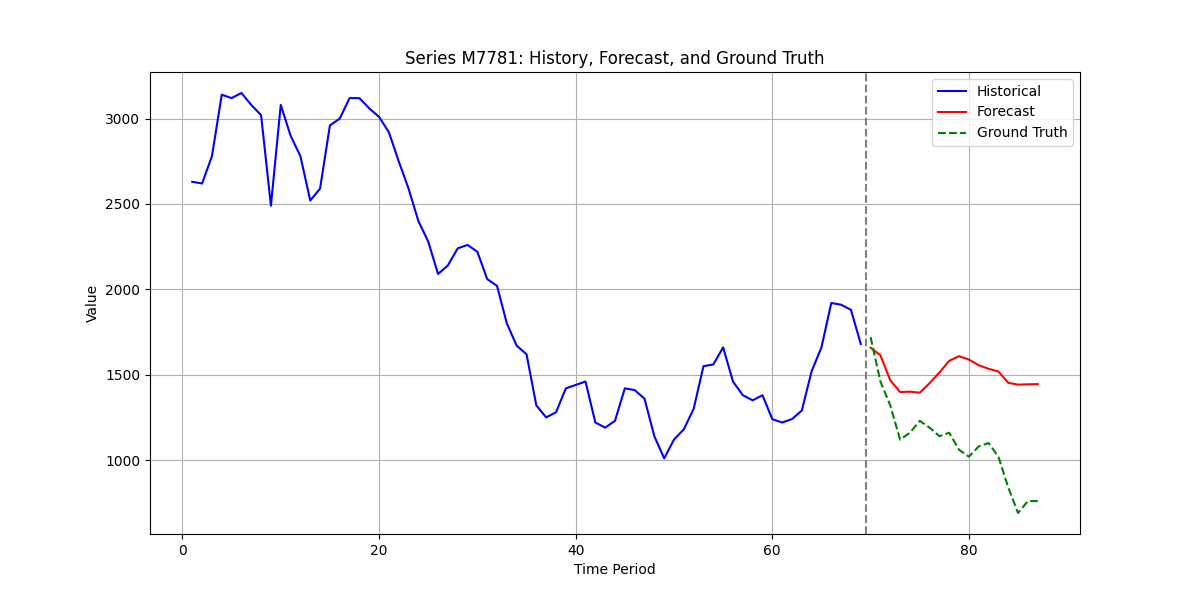 Series M7781: History, Forecast, and Ground Truth
Historical
Forecast
Ground Truth
Value
3000
2500
2000
1500
1000
0
20
40
60
80
Time Period